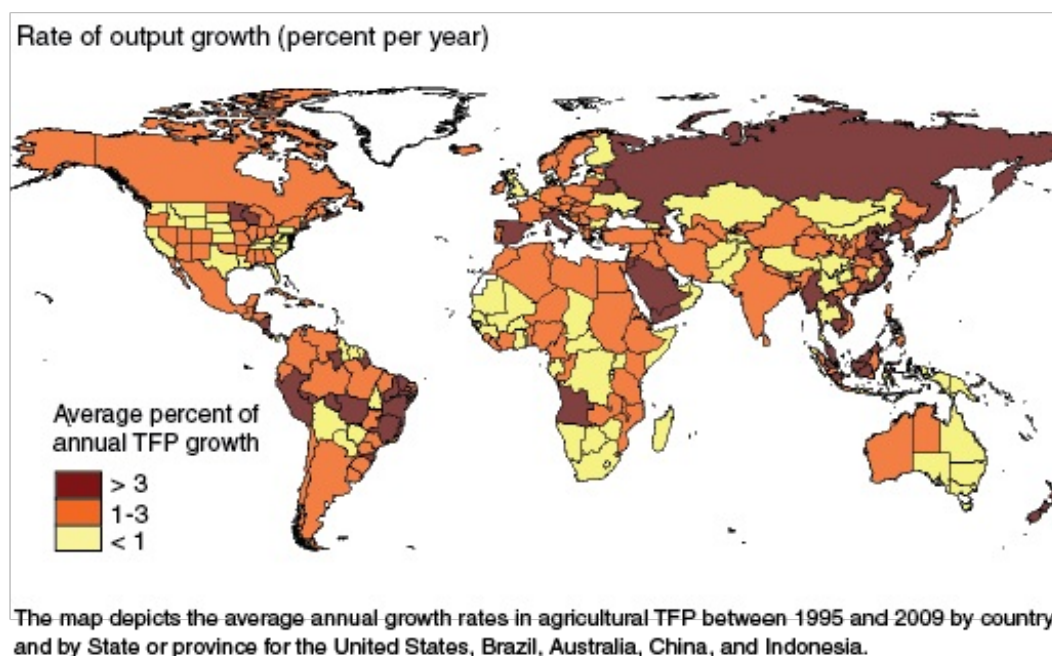 Rate of output growth (percent per year)
Average percent of
annual TFP growth
> 3
1-3
< 1
The map depicts the average annual growth rates in agricultural TFP between 1995 and 2009 by country
and by State or province for the United States, Brazil, Australia, China, and Indonesia.